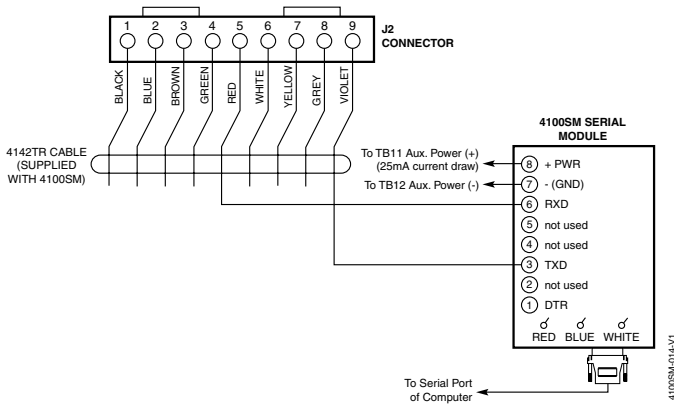 1 2 3 4 5 6 7 8 9
J2
CONNECTOR
BLACK
BLUE
BROWN
GREEN
RED
WHITE
YELLOW
GREY
VIOLET
4142TR CABLE
(SUPPLIED
WITH 4100SM)
4100SM SERIAL
MODULE
To TB11 Aux. Power (+)
(25mA current draw)
To TB12 Aux. Power (-)
8 + PWR
7 - (GND)
6 RXD
5 not used
4 not used
3 TXD
2 not used
1 DTR
RED BLUE WHITE
To Serial Port
of Computer
4100SM-014-V1